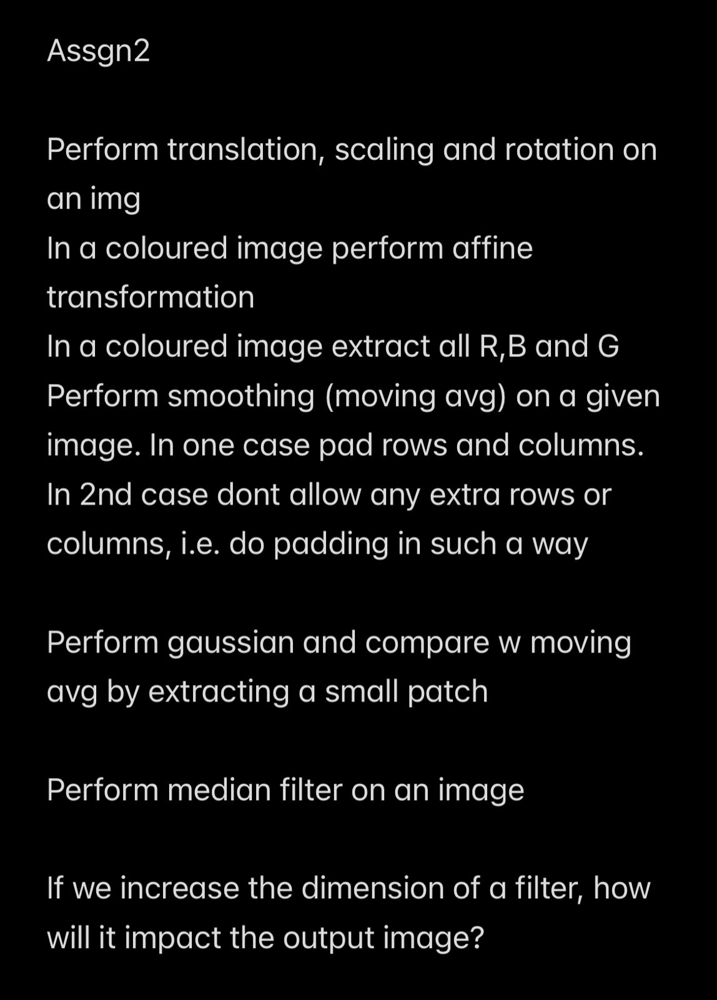 Assgn2
Perform translation, scaling and rotation on
an img
In a coloured image perform affine
transformation
In a coloured image extract all R,B and G
Perform smoothing (moving avg) on a given
image. In one case pad rows and columns.
In 2nd case dont allow any extra rows or
columns, i.e. do padding in such a way
Perform gaussian and compare w moving
avg by extracting a small patch
Perform median filter on an image
If we increase the dimension of a filter, how
will it impact the output image?